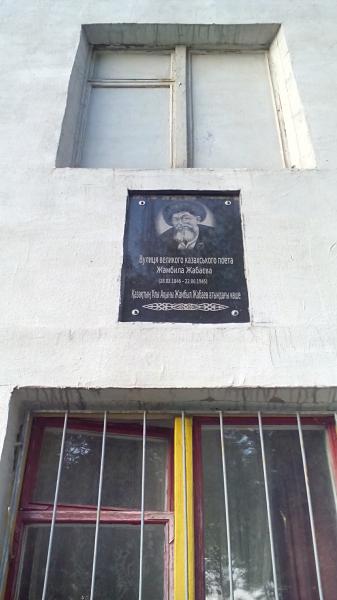 Вулиця великого казахського поета
Жамбила Жабаєва
(28.02.1846 - 22.06.1945)
Қазақтың Ұлы Ақыны Жамбыл Жабаев атындағы көше